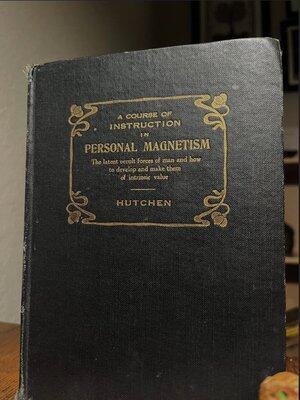 A COURSE OF
INSTRUCTION
IN
PERSONAL MAGNETISM
The latent occult forces of man and how
to develop and make them
of intrinsic value
HUTCHEN